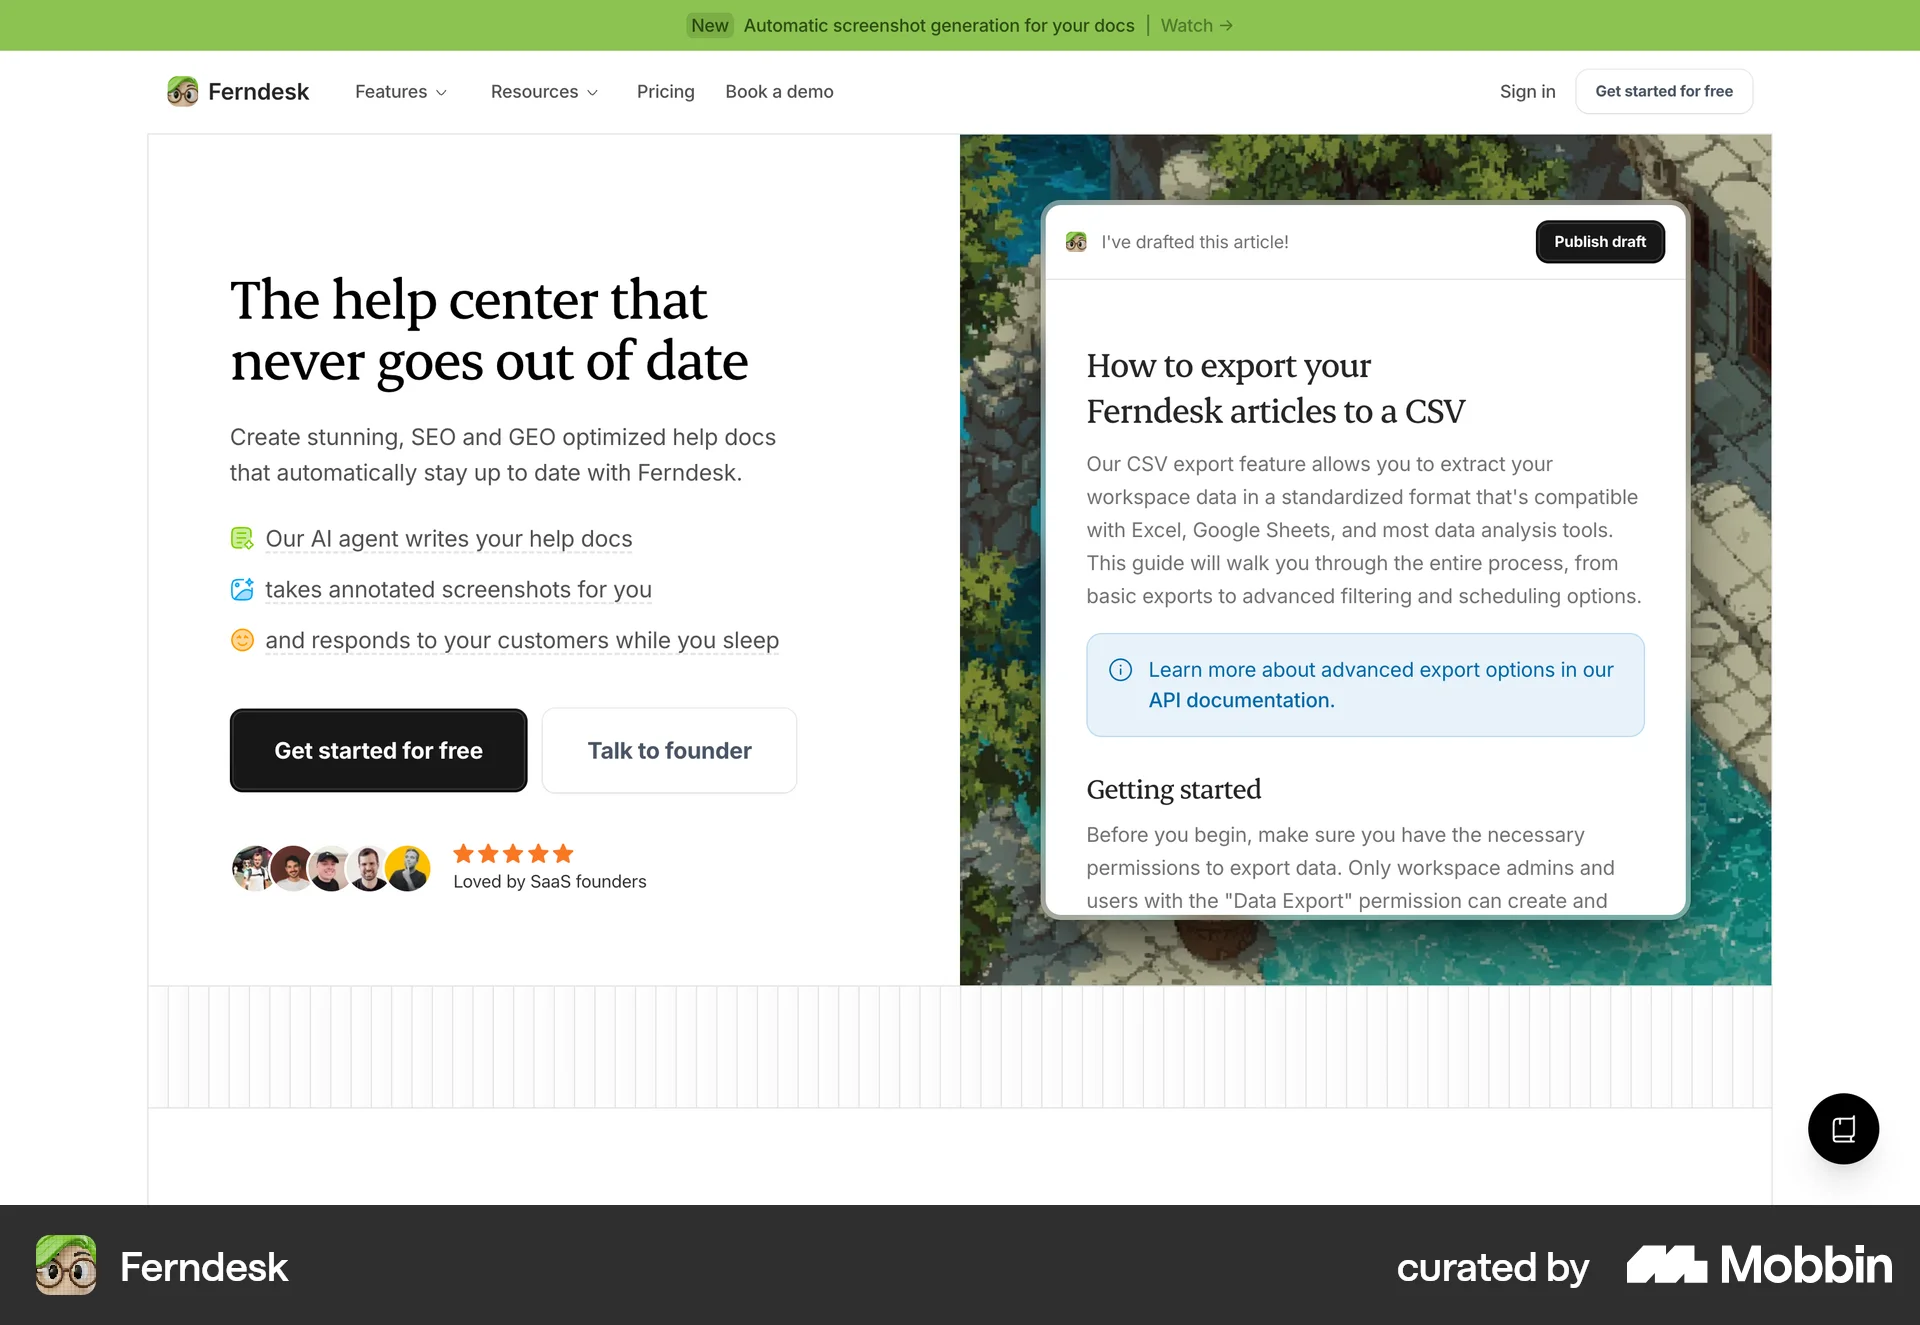 New Automatic screenshot generation for your docs | Watch →
Ferndesk Features Resources Pricing Book a demo Sign in Get started for free
The help center that
never goes out of date
Create stunning, SEO and GEO optimized help docs
that automatically stay up to date with Ferndesk.
Our AI agent writes your help docs
takes annotated screenshots for you
and responds to your customers while you sleep
Get started for free Talk to founder
Loved by SaaS founders
I've drafted this article! Publish draft
How to export your
Ferndesk articles to a CSV
Our CSV export feature allows you to extract your
workspace data in a standardized format that's compatible
with Excel, Google Sheets, and most data analysis tools.
This guide will walk you through the entire process, from
basic exports to advanced filtering and scheduling options.
Learn more about advanced export options in our
API documentation.
Getting started
Before you begin, make sure you have the necessary
permissions to export data. Only workspace admins and
users with the "Data Export" permission can create and
Ferndesk curated by Mobbin